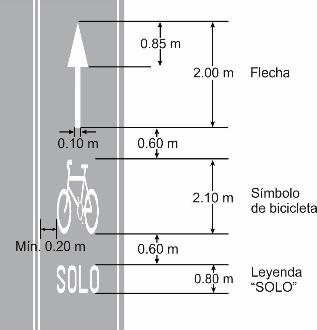 0.85 m
2.00 m
Flecha
0.10 m
0.60 m
2.10 m
Símbolo
de bicicleta
Mín. 0.20 m
0.60 m
SOLO
0.80 m
Leyenda
“SOLO”